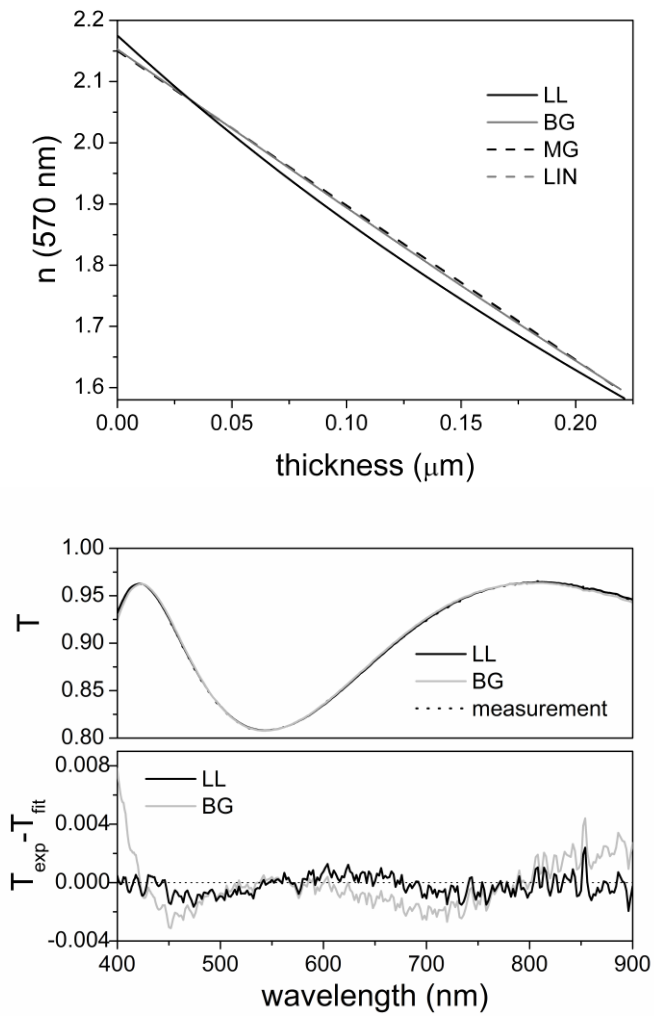 2.2
2.1
2.0
1.9
1.8
1.7
1.6
n (570 nm)
LL
BG
MG
LIN
0.00 0.05 0.10 0.15 0.20
thickness (μm)
1.00
0.95
0.90
0.85
0.80
T
LL
BG
measurement
0.008
0.004
0.000
-0.004
T_exp-T_fit
LL
BG
400 500 600 700 800 900
wavelength (nm)